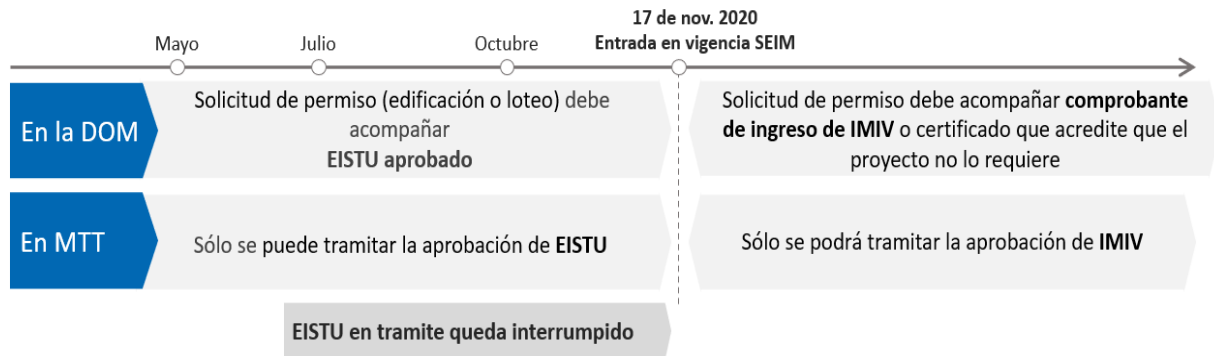 17 de nov. 2020
Mayo
Julio
Octubre
Entrada en vigencia SEIM
En la DOM
Solicitud de permiso (edificación o loteo) debe
acompañar
EISTU aprobado
Solicitud de permiso debe acompañar comprobante
de ingreso de IMIV o certificado que acredite que el
proyecto no lo requiere
En MTT
Sólo se puede tramitar la aprobación de EISTU
Sólo se podrá tramitar la aprobación de IMIV
EISTU en tramite queda interrumpido